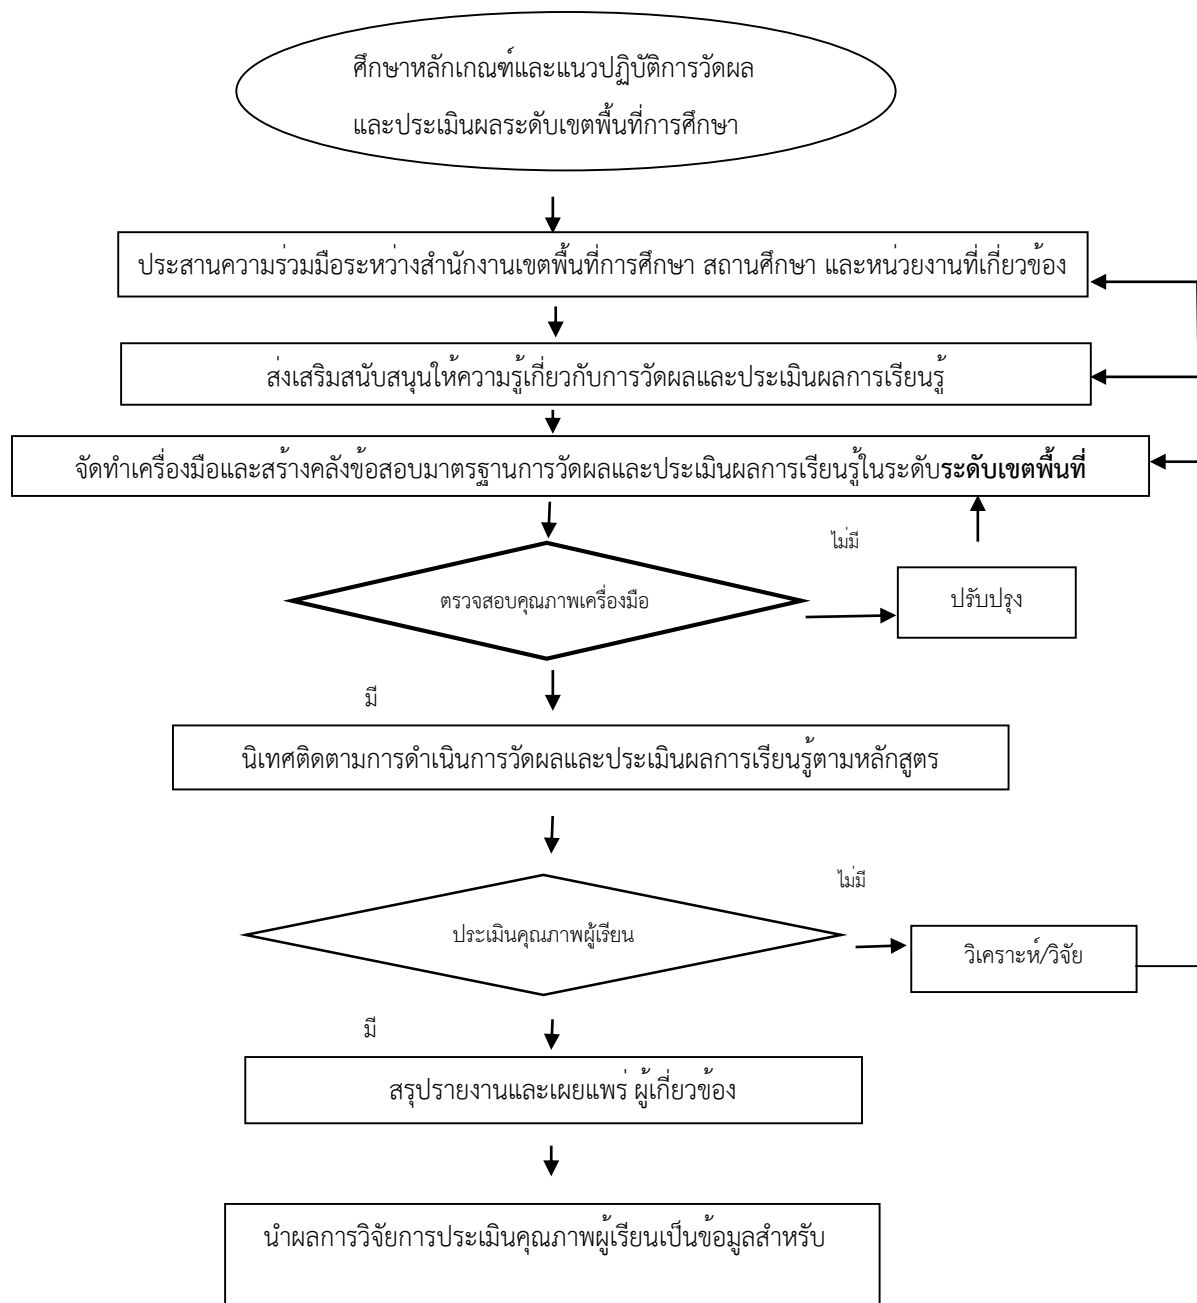 ศึกษาหลักเกณฑ์และแนวปฏิบัติการวัดผล
และประเมินผลระดับเขตพื้นที่การศึกษา
ประสานความร่วมมือระหว่างสำนักงานเขตพื้นที่การศึกษา สถานศึกษา และหน่วยงานที่เกี่ยวข้อง
ส่งเสริมสนับสนุนให้ความรู้เกี่ยวกับการวัดผลและประเมินผลการเรียนรู้
จัดทำเครื่องมือและสร้างคลังข้อสอบมาตรฐานการวัดผลและประเมินผลการเรียนรู้ในระดับระดับเขตพื้นที่
ไม่มี
ตรวจสอบคุณภาพเครื่องมือ
ปรับปรุง
มี
นิเทศติดตามการดำเนินการวัดผลและประเมินผลการเรียนรู้ตามหลักสูตร
ไม่มี
ประเมินคุณภาพผู้เรียน
วิเคราะห์/วิจัย
มี
สรุปรายงานและเผยแพร่ ผู้เกี่ยวข้อง
นำผลการวิจัยการประเมินคุณภาพผู้เรียนเป็นข้อมูลสำหรับ